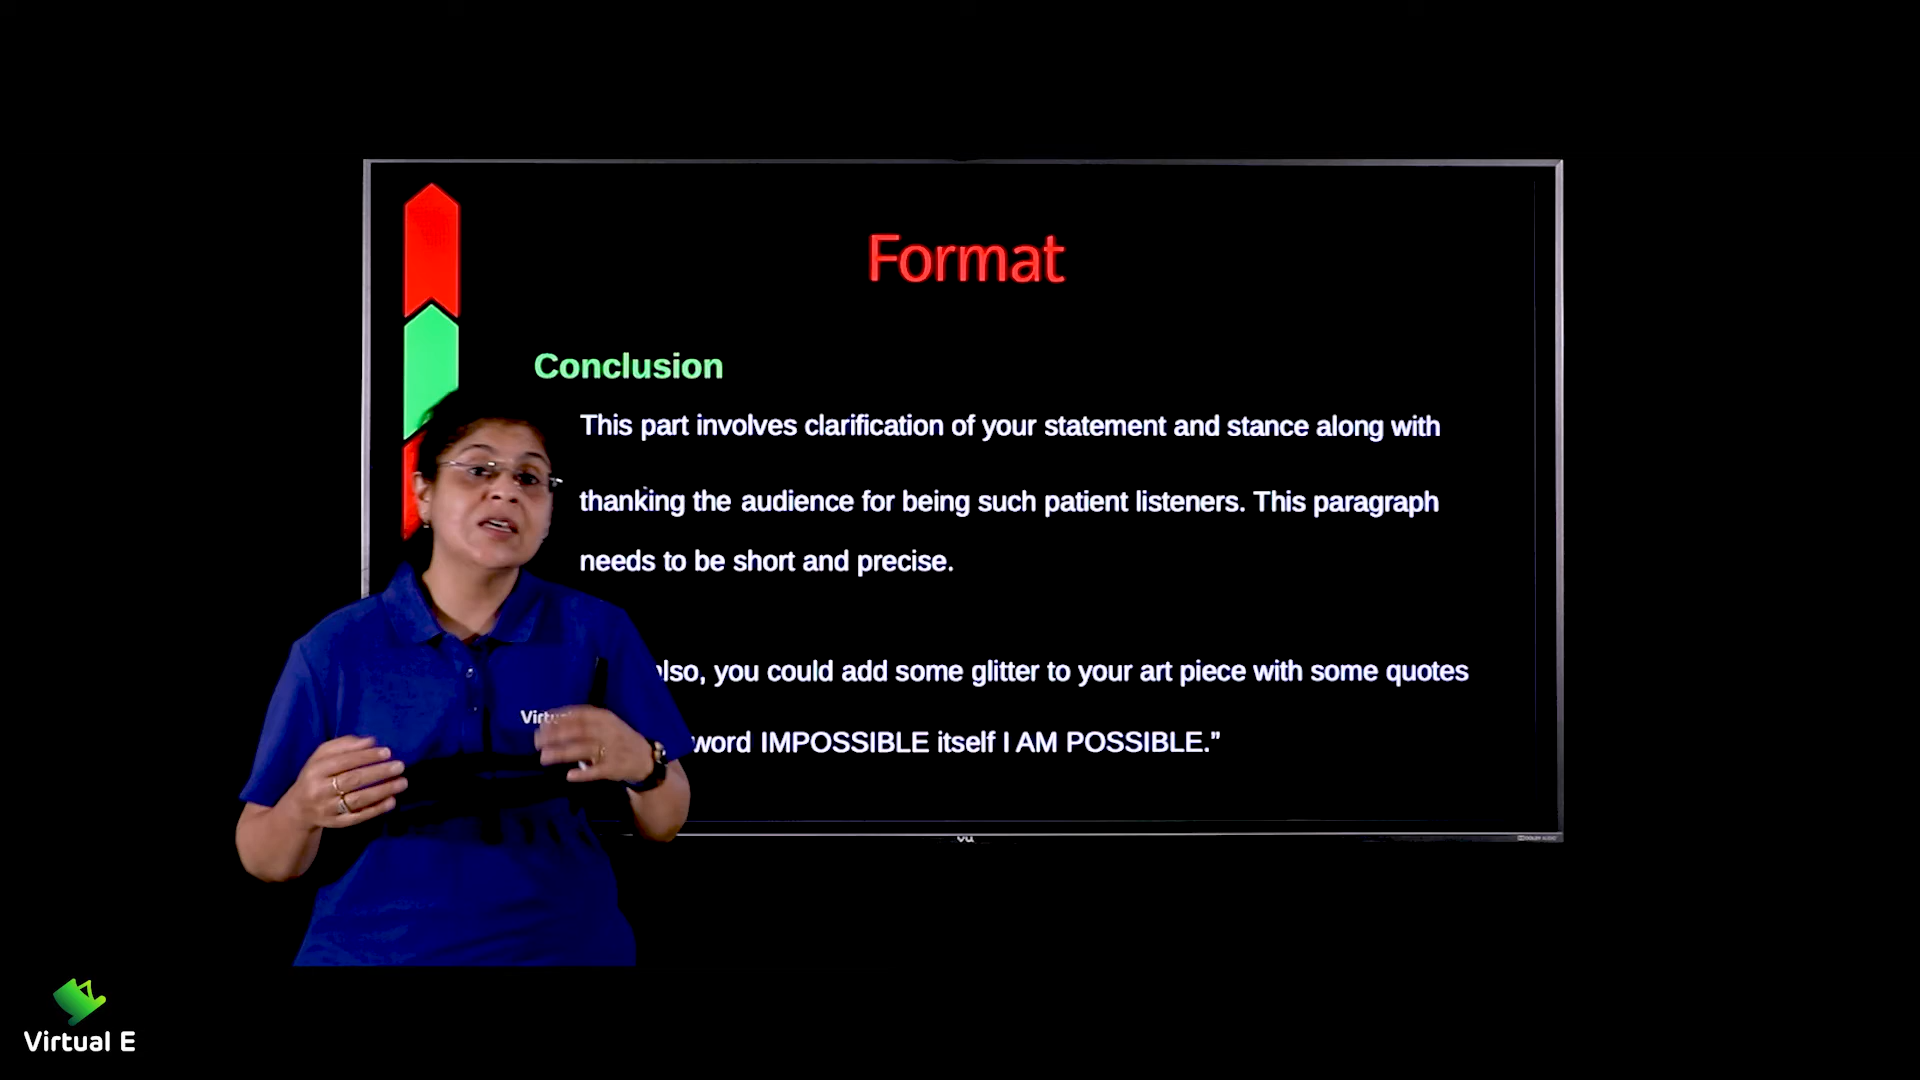 Format
Conclusion
This part involves clarification of your statement and stance along with
thanking the audience for being such patient listeners. This paragraph
needs to be short and precise.
you could add some glitter to your art piece with some quotes
word IMPOSSIBLE itself I AM POSSIBLE.”
Virtual E